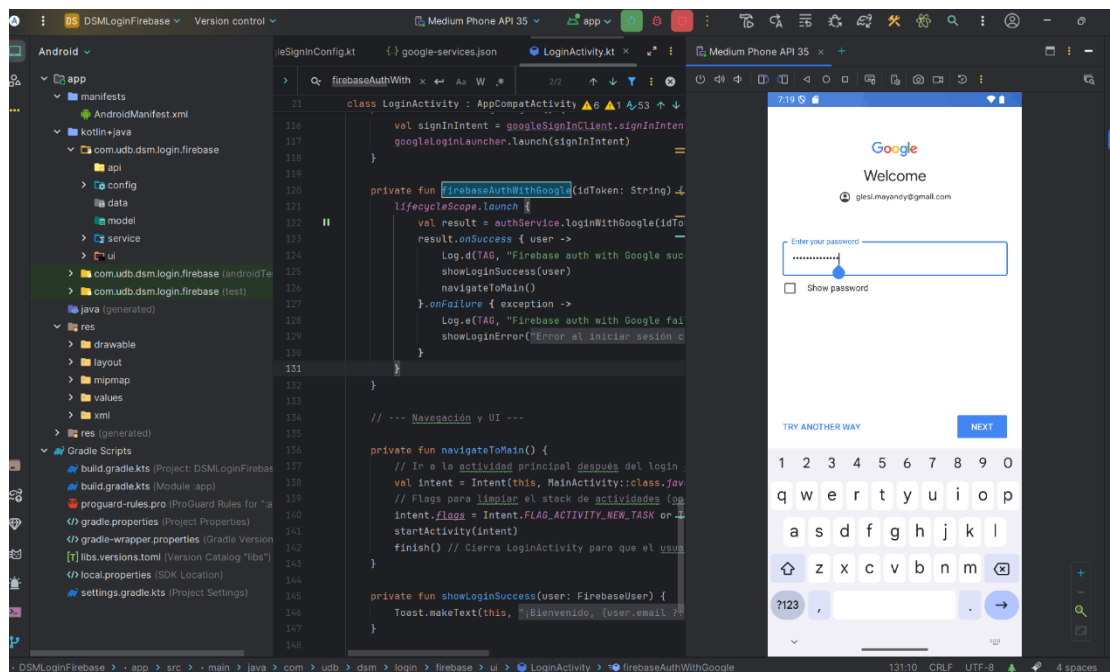 DS DSMLoginFirebase Version control Medium Phone API 35 app
Android
app
manifests
AndroidManifest.xml
kotlin+java
com.udb.dsm.login.firebase
api
config
data
model
service
ui
com.udb.dsm.login.firebase (androidTe
com.udb.dsm.login.firebase (test)
java (generated)
res
drawable
layout
mipmap
values
xml
res (generated)
Gradle Scripts
build.gradle.kts (Project: DSMLoginFirebas
build.gradle.kts (Module :app)
proguard-rules.pro (ProGuard Rules for ":a
gradle.properties (Project Properties)
gradle-wrapper.properties (Gradle Version
libs.versions.toml (Version Catalog "libs")
local.properties (SDK Location)
settings.gradle.kts (Project Settings)
gleSignInConfig.kt google-services.json LoginActivity.kt
firebaseAuthWith Aa W .* 2/2
21 class LoginActivity : AppCompatActivity 6 1 53
116 val signInIntent = googleSignInClient.signInInten
117 googleLoginLauncher.launch(signInIntent)
118 }
119
120 private fun firebaseAuthWithGoogle(idToken: String) {
121 lifecycleScope.launch {
122 val result = authService.loginWithGoogle(idTo
123 result.onSuccess { user ->
124 Log.d(TAG, "Firebase auth with Google suc
125 showLoginSuccess(user)
126 navigateToMain()
127 }.onFailure { exception ->
128 Log.e(TAG, "Firebase auth with Google fai
129 showLoginError("Error al iniciar sesión c
130 }
131 }
132 }
133
134 // --- Navegación y UI ---
135
136 private fun navigateToMain() {
137 // Ir a la actividad principal después del login
138 val intent = Intent(this, MainActivity::class.jav
139 // Flags para limpiar el stack de actividades (op
140 intent.flags = Intent.FLAG_ACTIVITY_NEW_TASK or I
141 startActivity(intent)
142 finish() // Cierra LoginActivity para que el usua
143 }
144
145 private fun showLoginSuccess(user: FirebaseUser) {
146 Toast.makeText(this, "¡Bienvenido, {user.email ?:
147 }
148
Medium Phone API 35
7:19
Google
Welcome
glesi.mayandy@gmail.com
Enter your password
Show password
TRY ANOTHER WAY NEXT
1 2 3 4 5 6 7 8 9 0
q w e r t y u i o p
a s d f g h j k l
z x c v b n m
?123 , .
DSMLoginFirebase > app > src > main > java > com > udb > dsm > login > firebase > ui > LoginActivity > firebaseAuthWithGoogle 131:10 CRLF UTF-8 4 spaces